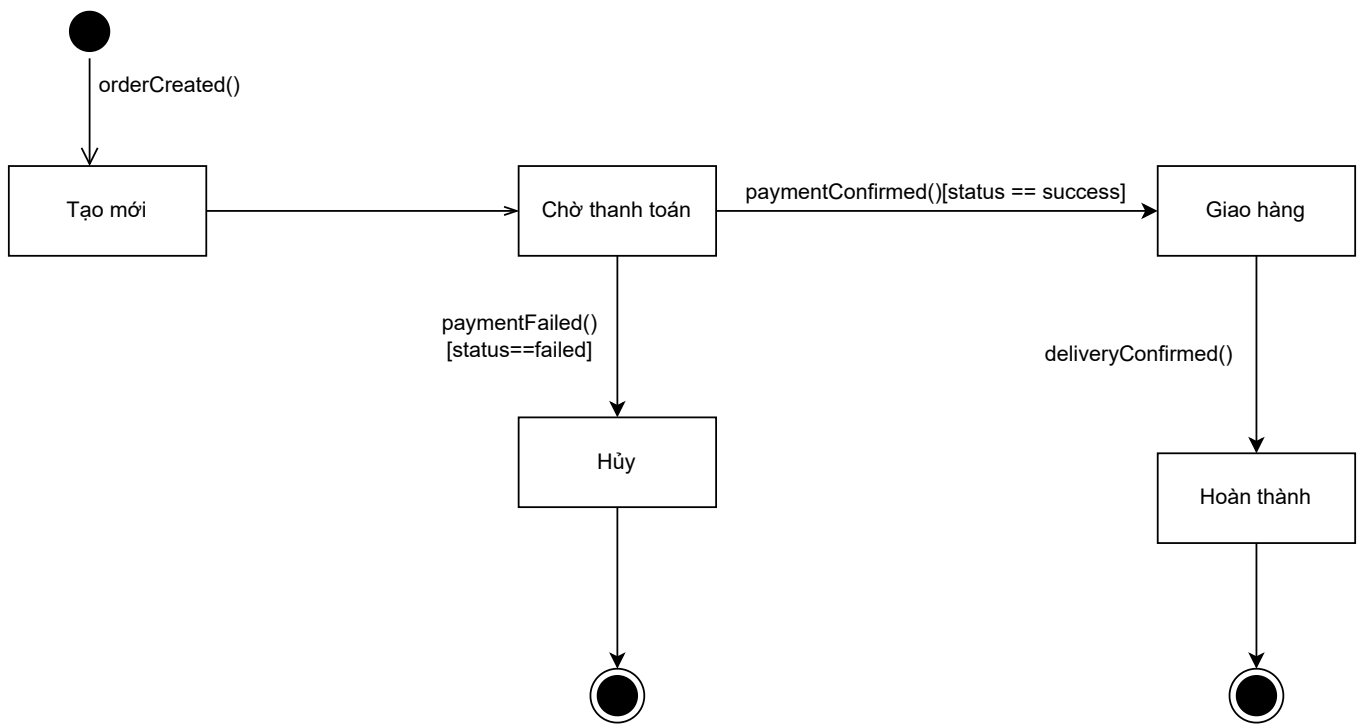 orderCreated()
Tạo mới
Chờ thanh toán
paymentConfirmed()[status == success]
Giao hàng
paymentFailed()
[status==failed]
deliveryConfirmed()
Hủy
Hoàn thành